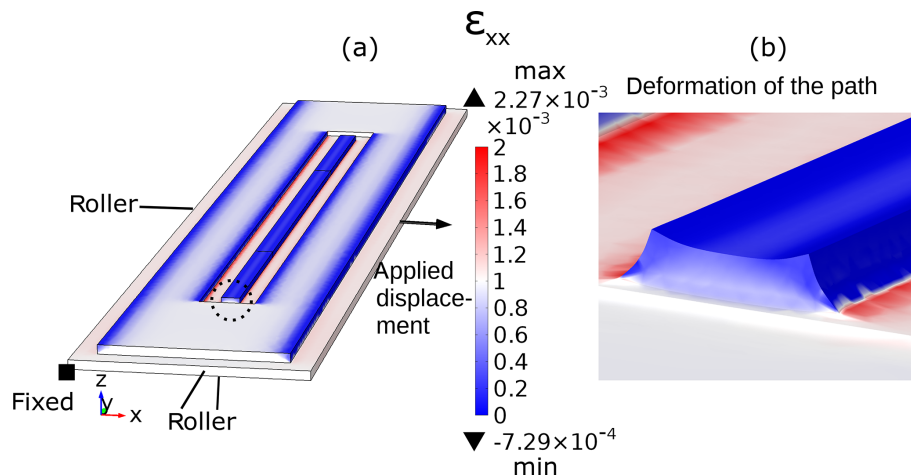 εxx
(a)
(b)
max
2.27×10⁻³
×10⁻³
2
1.8
1.6
1.4
1.2
1
0.8
0.6
0.4
0.2
0
-7.29×10⁻⁴
min
Deformation of the path
Roller
Applied
displace-
ment
Fixed
z
y
x
Roller